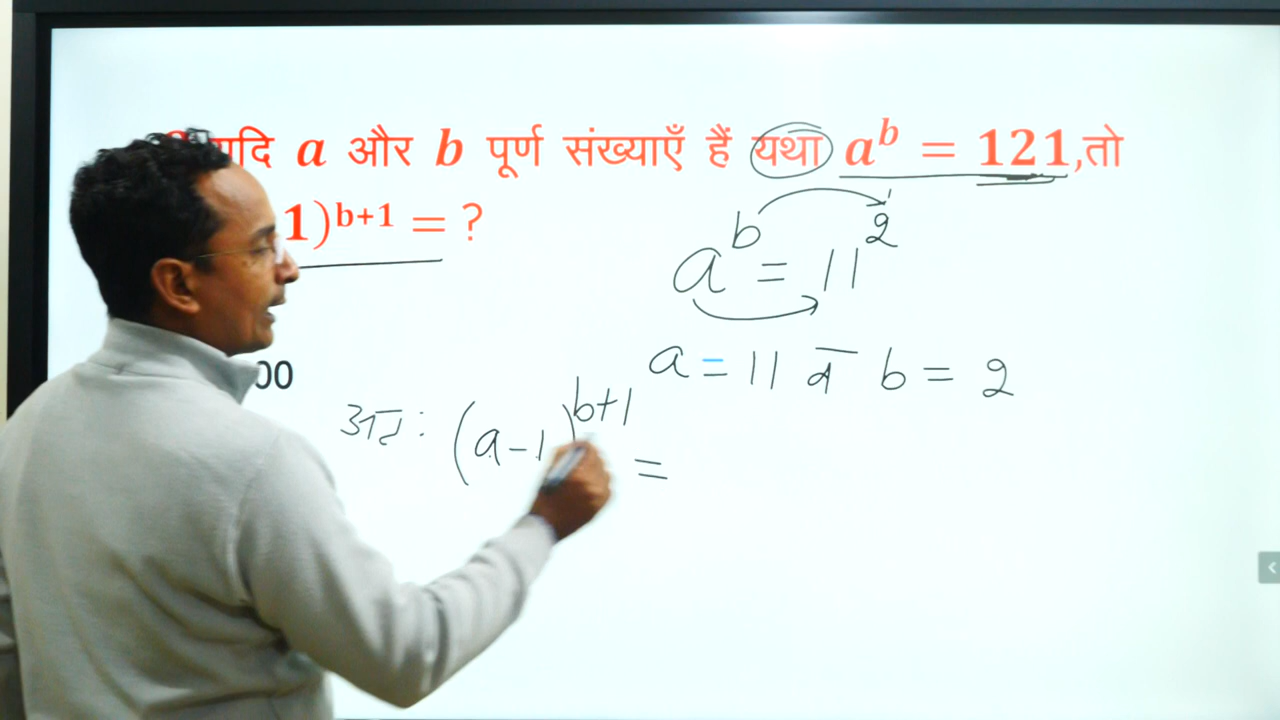 यदि a और b पूर्ण संख्याएँ हैं यथा a^b = 121,तो
1)^{b+1} = ?
a^b = 11^2
00
a = 11 व b = 2
अतः (a-1)^{b+1} =